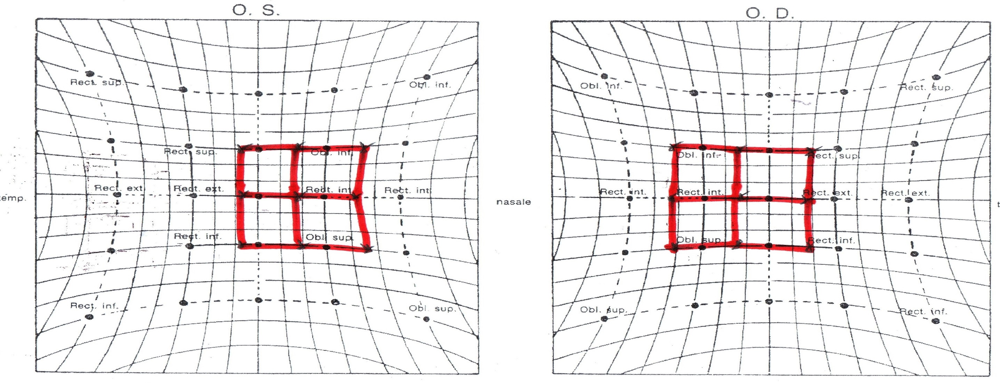 O. S.
O. D.
Rect. sup.
Obl. inf.
Obl. inf.
Rect. sup.
Rect. sup.
Obl. inf.
Obl. inf.
Rect. sup.
Rect. ext.
Rect. ext.
Rect. int.
Rect. int.
Rect. int.
Rect. int.
Rect. ext.
Rect. ext.
temp.
nasale
t
Rect. inf.
Obl. sup.
Obl. sup.
Rect. inf.
Rect. inf.
Obl. sup.
Obl. sup.
Rect. inf.